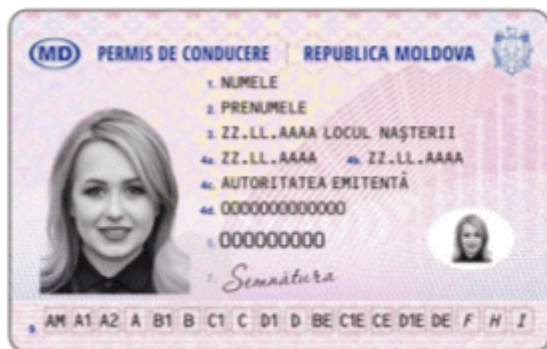 MD PERMIS DE CONDUCERE REPUBLICA MOLDOVA
1. NUMELE
2. PRENUMELE
3. ZZ.LL.AAAA LOCUL NAȘTERII
4a. ZZ.LL.AAAA 4b. ZZ.LL.AAAA
4c. AUTORITATEA EMITENTĂ
4d. 0000000000000
5. 000000000
7. Semnătura
9. AM A1 A2 A B1 B C1 C D1 D BE C1E CE D1E DE F H I